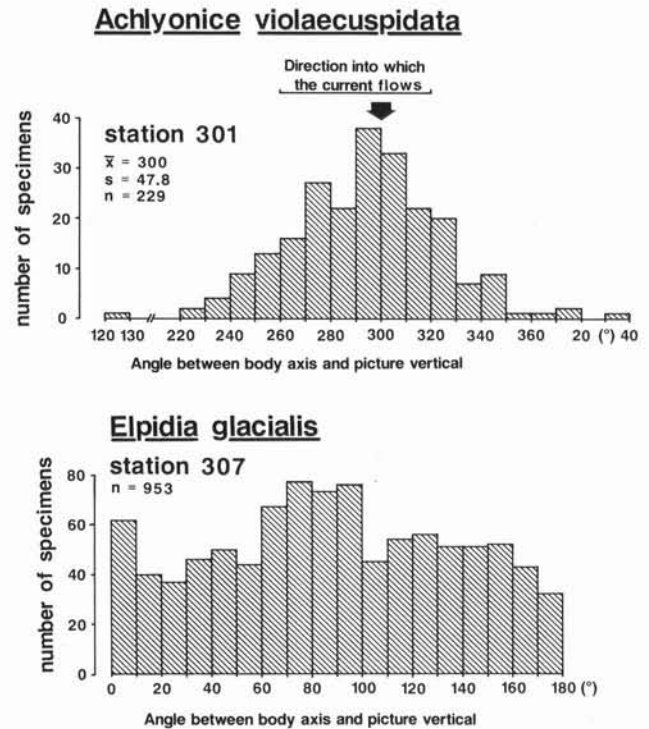 Achlyonice violaecuspidata
Direction into which
the current flows
station 301
x̄ = 300
s = 47.8
n = 229
number of specimens
40
30
20
10
0
120 130 220 240 260 280 300 320 340 360 20 (°) 40
Angle between body axis and picture vertical
Elpidia glacialis
station 307
n = 953
number of specimens
80
60
40
20
0
0 20 40 60 80 100 120 140 160 180 (°)
Angle between body axis and picture vertical